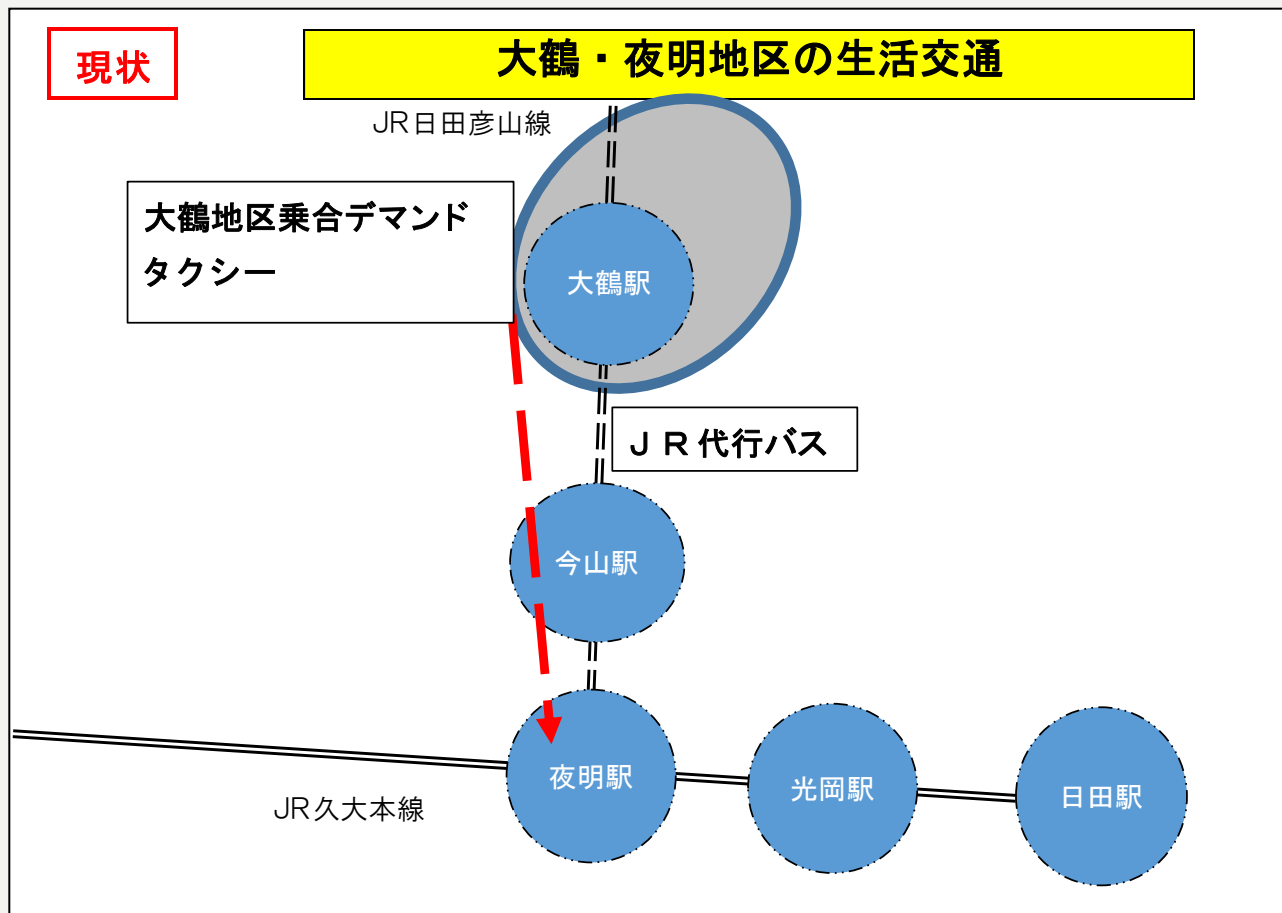 現状
大鶴・夜明地区の生活交通
JR日田彦山線
大鶴地区乗合デマンド
タクシー
大鶴駅
ＪＲ代行バス
今山駅
夜明駅
光岡駅
日田駅
JR久大本線